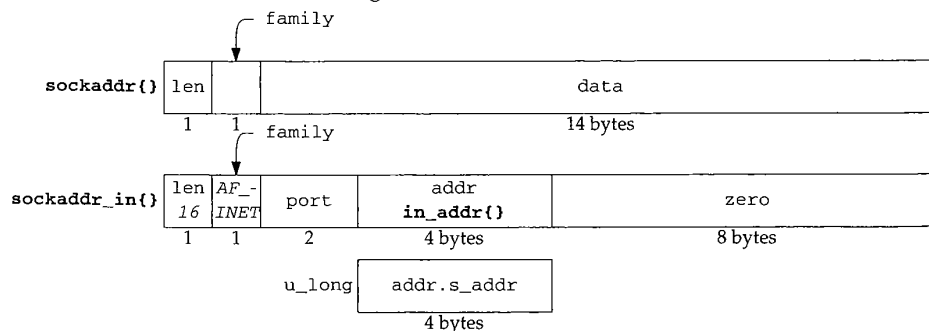 family
sockaddr{} len data
1 1 14 bytes
family
sockaddr_in{} len 16 AF_- INET port addr in_addr{} zero
1 1 2 4 bytes 8 bytes
u_long addr.s_addr
4 bytes